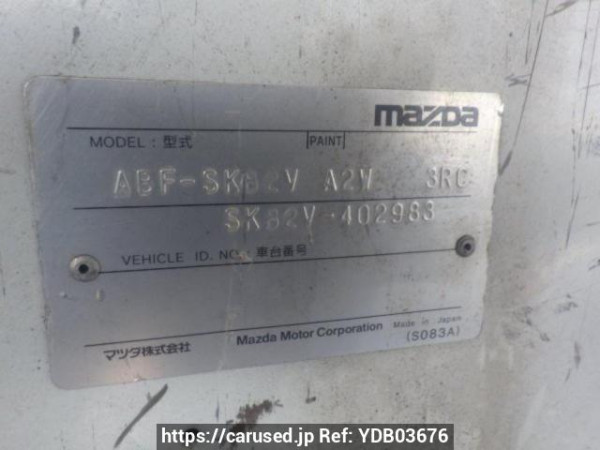 mazda
MODEL : 型式 PAINT
ABF-SK82V A2W 3RC
SK82V-402983
VEHICLE ID. NO. 車台番号
マツダ株式会社 Mazda Motor Corporation Made in Japan
(S083A)
https://carused.jp Ref: YDB03676